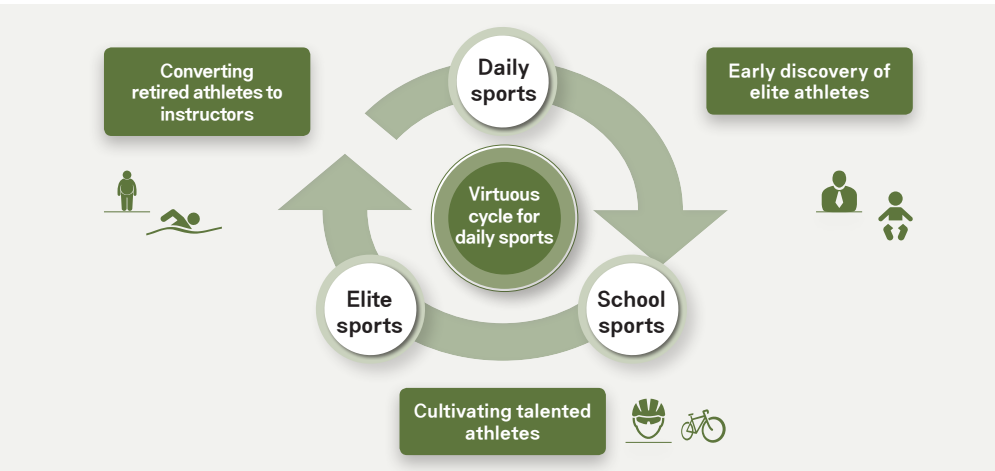 Converting
retired athletes to
instructors
Daily
sports
Early discovery of
elite athletes
Virtuous
cycle for
daily sports
Elite
sports
School
sports
Cultivating talented
athletes